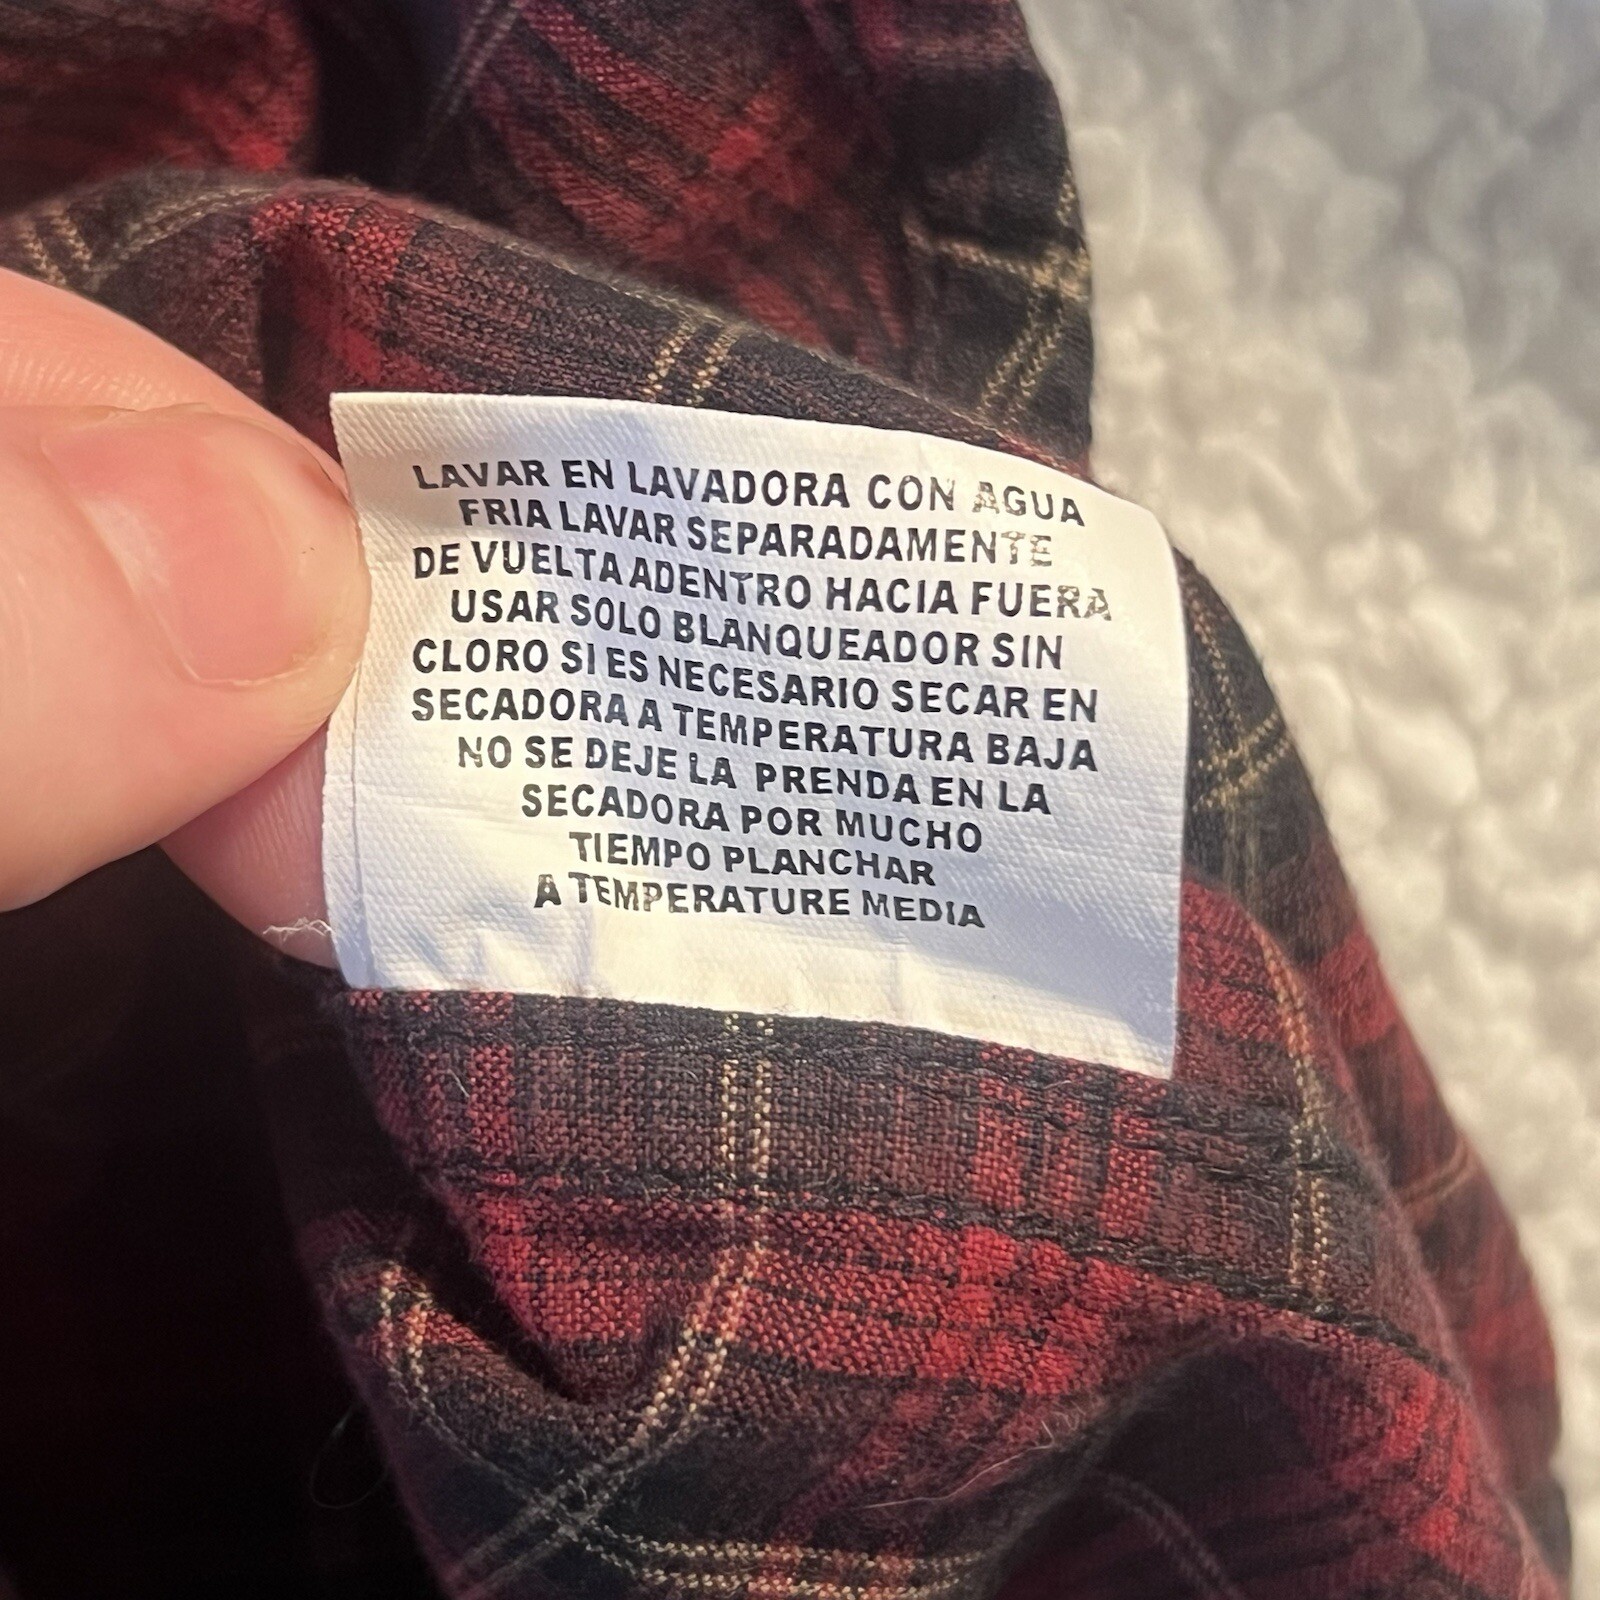 LAVAR EN LAVADORA CON AGUA
FRIA LAVAR SEPARADAMENTE
DE VUELTA ADENTRO HACIA FUERA
USAR SOLO BLANQUEADOR SIN
CLORO SI ES NECESARIO SECAR EN
SECADORA A TEMPERATURA BAJA
NO SE DEJE LA PRENDA EN LA
SECADORA POR MUCHO
TIEMPO PLANCHAR
A TEMPERATURE MEDIA